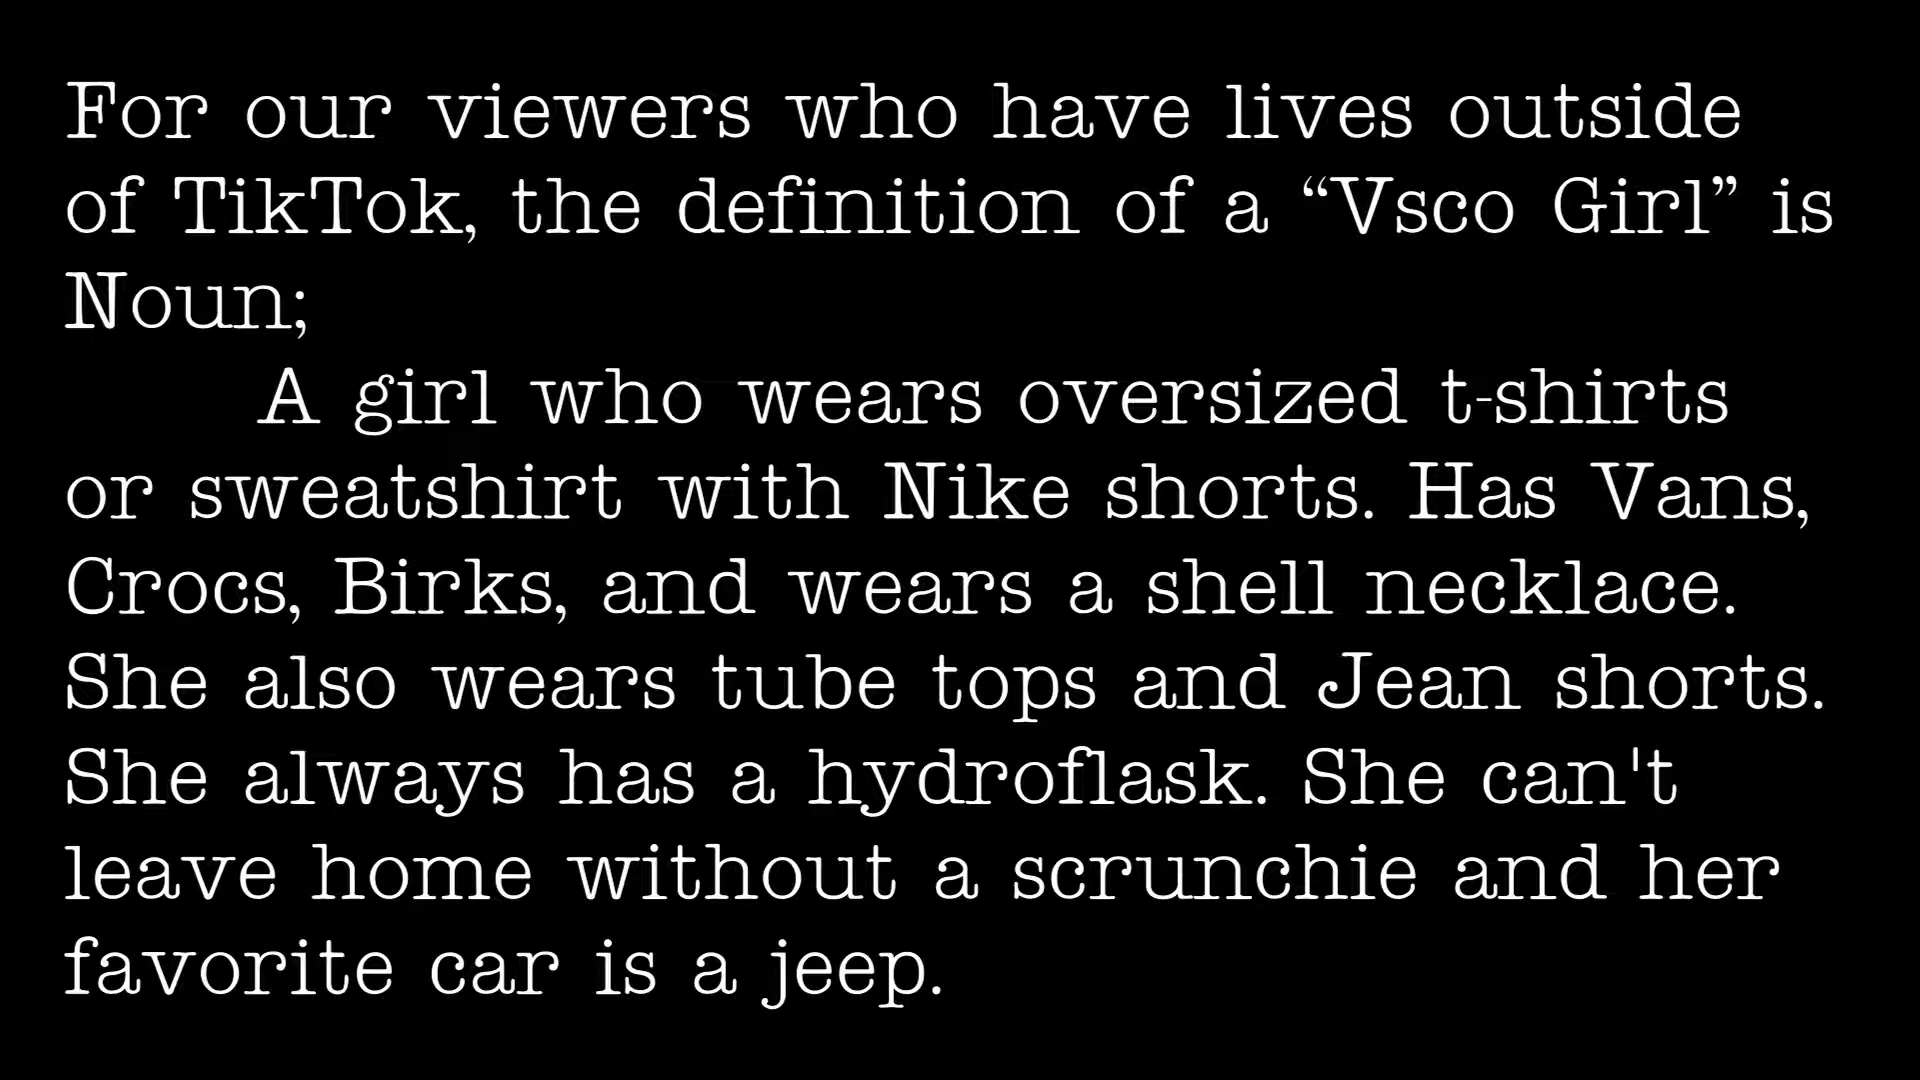 For our viewers who have lives outside
of TikTok, the definition of a “Vsco Girl” is
Noun;
A girl who wears oversized t-shirts
or sweatshirt with Nike shorts. Has Vans,
Crocs, Birks, and wears a shell necklace.
She also wears tube tops and Jean shorts.
She always has a hydroflask. She can't
leave home without a scrunchie and her
favorite car is a jeep.